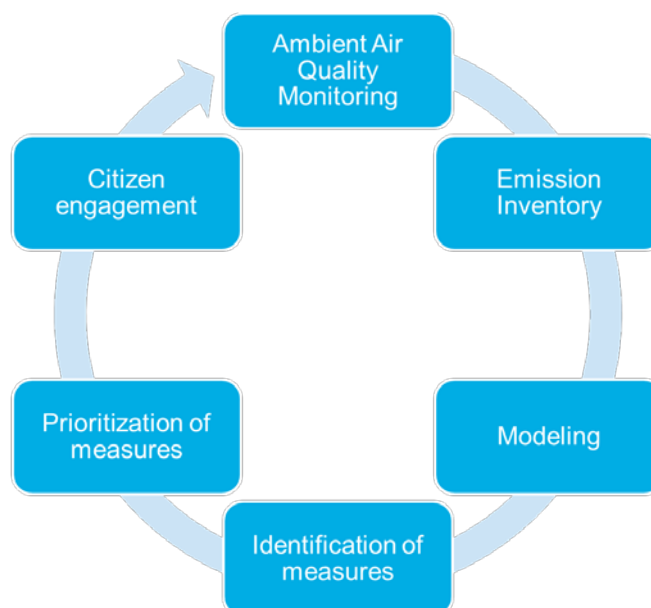 Ambient Air
Quality
Monitoring
Emission
Inventory
Modeling
Identification of
measures
Prioritization of
measures
Citizen
engagement